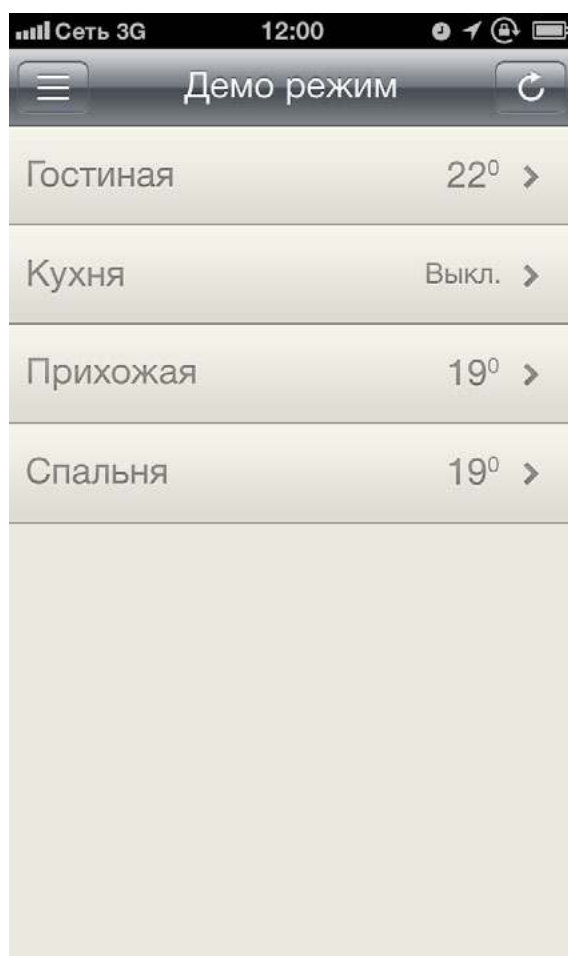 Сеть 3G 12:00
Демо режим
Гостиная 22⁰
Кухня Выкл.
Прихожая 19⁰
Спальня 19⁰